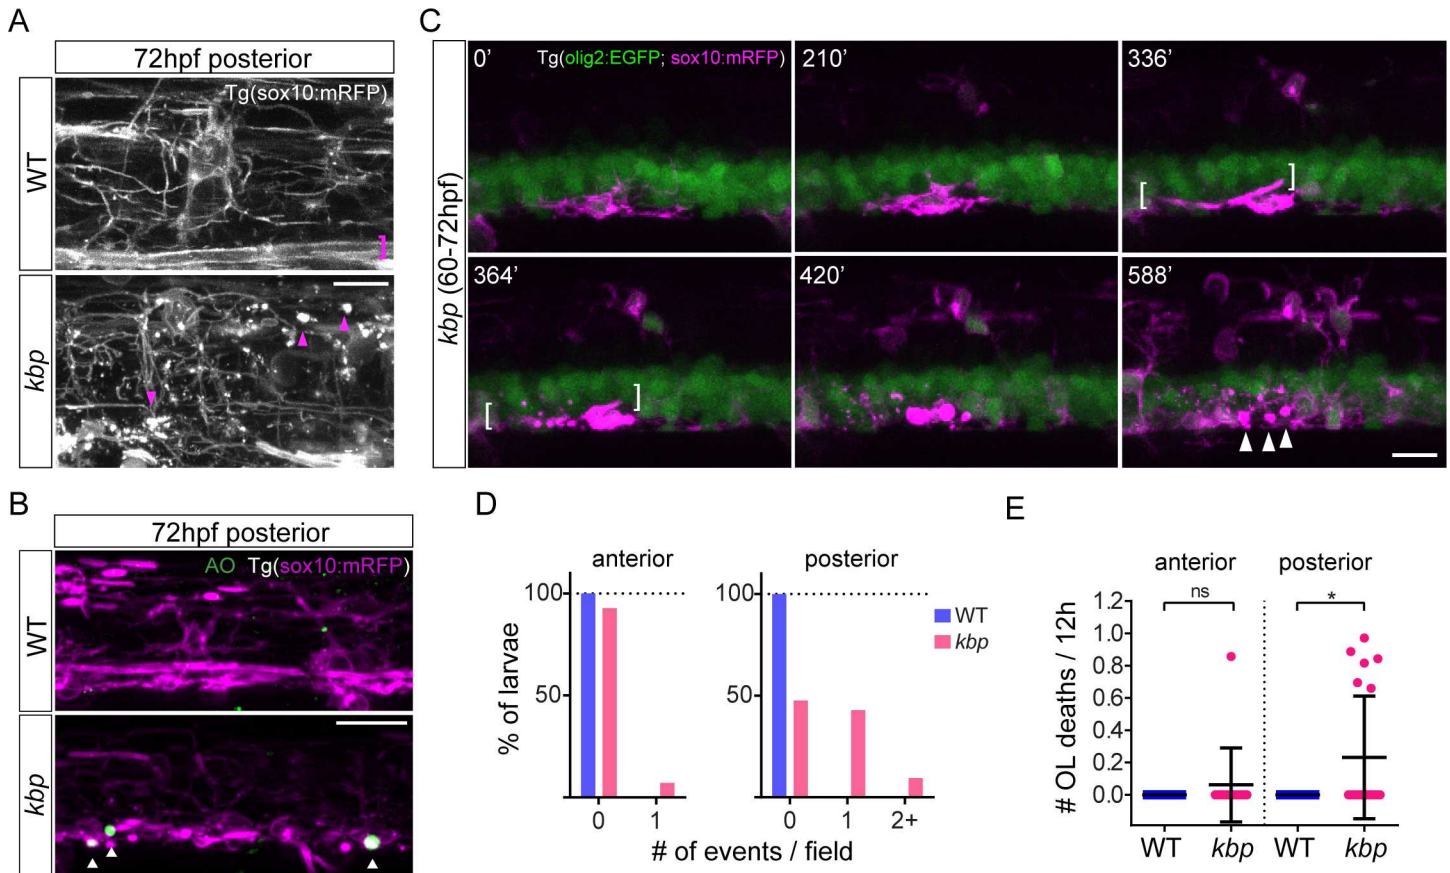 A
72hpf posterior
WT
Tg(sox10:mRFP)
]
kbp
B
72hpf posterior
WT
AO Tg(sox10:mRFP)
kbp
C
kbp (60-72hpf)
0’ Tg(olig2:EGFP; sox10:mRFP)
210’
336’
[ ]
364’
[ ]
420’
588’
D
anterior
posterior
% of larvae
100
50
0 1
100
50
0 1 2+
WT
kbp
# of events / field
E
anterior
posterior
ns
*
# OL deaths / 12h
1.2
1.0
0.8
0.6
0.4
0.2
0.0
WT kbp WT kbp